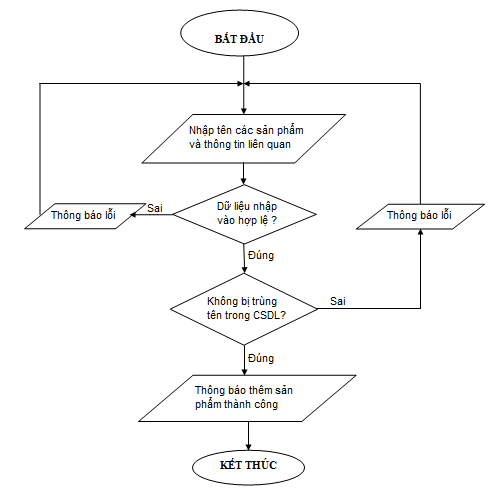 BẮT ĐẦU
Nhập tên các sản phẩm
và thông tin liên quan
Dữ liệu nhập
vào hợp lệ ?
Sai
Thông báo lỗi
Thông báo lỗi
Đúng
Không bị trùng
tên trong CSDL?
Sai
Đúng
Thông báo thêm sản
phẩm thành công
KẾT THÚC